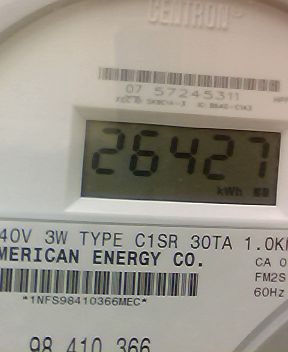 CENTRON®
07 57245311
26427
kWh
40V 3W TYPE C1SR 30TA 1.0K
MERICAN ENERGY CO.
CA 0
FM2S
60Hz
*1NFS98410366MEC*
98 410 366